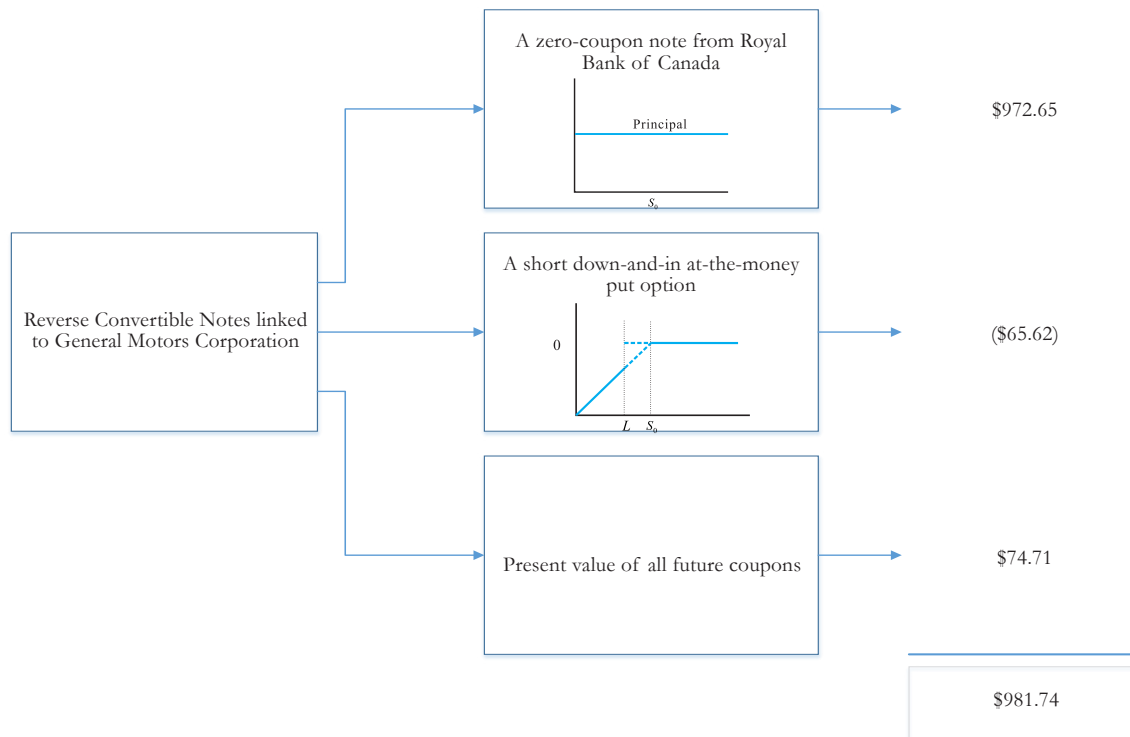 A zero-coupon note from Royal
Bank of Canada
Principal
S₀
$972.65
Reverse Convertible Notes linked
to General Motors Corporation
A short down-and-in at-the-money
put option
0
L S₀
($65.62)
Present value of all future coupons
$74.71
$981.74